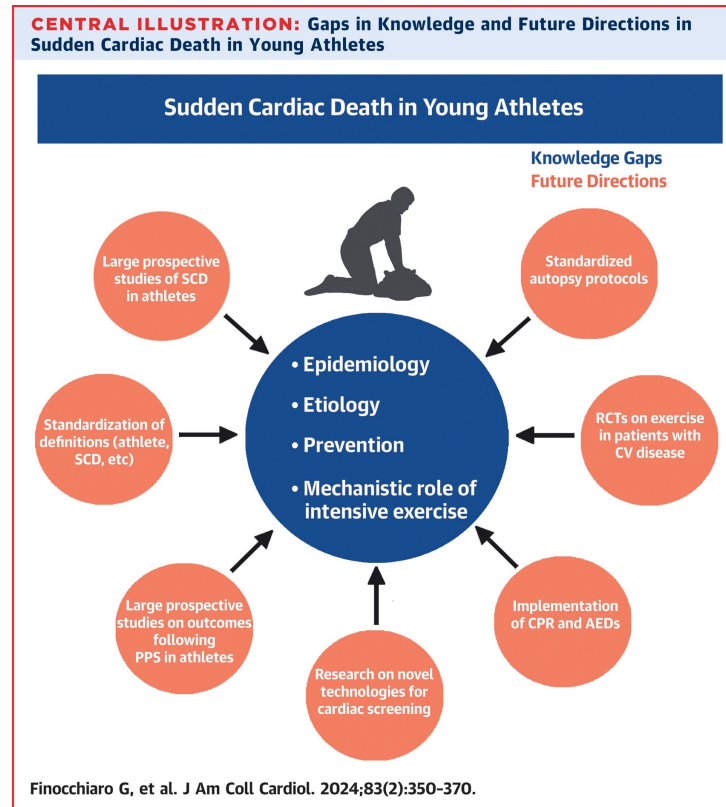 CENTRAL ILLUSTRATION: Gaps in Knowledge and Future Directions in
Sudden Cardiac Death in Young Athletes
Sudden Cardiac Death in Young Athletes
Knowledge Gaps
Future Directions
Large prospective
studies of SCD
in athletes
Standardized
autopsy protocols
• Epidemiology
• Etiology
• Prevention
• Mechanistic role of
intensive exercise
Standardization of
definitions (athlete,
SCD, etc)
RCTs on exercise
in patients with
CV disease
Large prospective
studies on outcomes
following
PPS in athletes
Implementation
of CPR and AEDs
Research on novel
technologies for
cardiac screening
Finocchiaro G, et al. J Am Coll Cardiol. 2024;83(2):350–370.